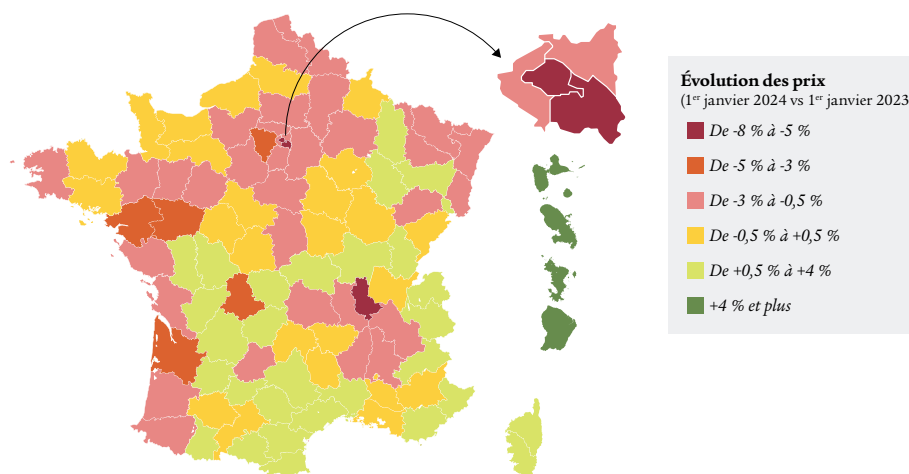 Évolution des prix
(1er janvier 2024 vs 1er janvier 2023
De -8 % à -5 %
De -5 % à -3 %
De -3 % à -0,5 %
De -0,5 % à +0,5 %
De +0,5 % à +4 %
+4 % et plus